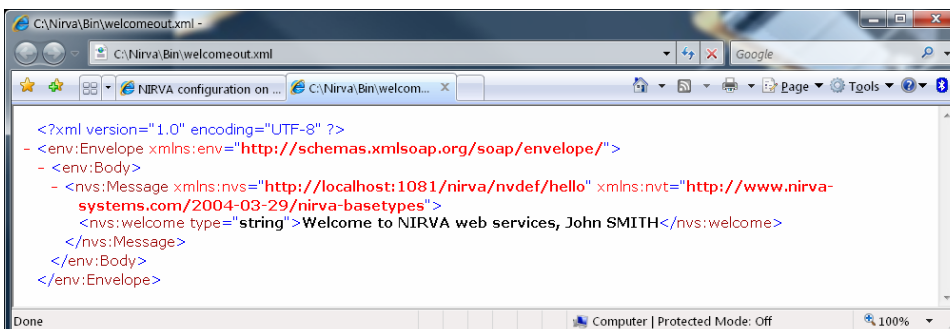 C:\Nirva\Bin\welcomeout.xml -
C:\Nirva\Bin\welcomeout.xml
Google
NIRVA configuration on ...
C:\Nirva\Bin\welcom...
Page
Tools
<?xml version="1.0" encoding="UTF-8" ?>
- <env:Envelope xmlns:env="http://schemas.xmlsoap.org/soap/envelope/">
- <env:Body>
- <nvs:Message xmlns:nvs="http://localhost:1081/nirva/nvdef/hello" xmlns:nvt="http://www.nirva-
systems.com/2004-03-29/nirva-basetypes">
<nvs:welcome type="string">Welcome to NIRVA web services, John SMITH</nvs:welcome>
</nvs:Message>
</env:Body>
</env:Envelope>
Done
Computer | Protected Mode: Off
100%